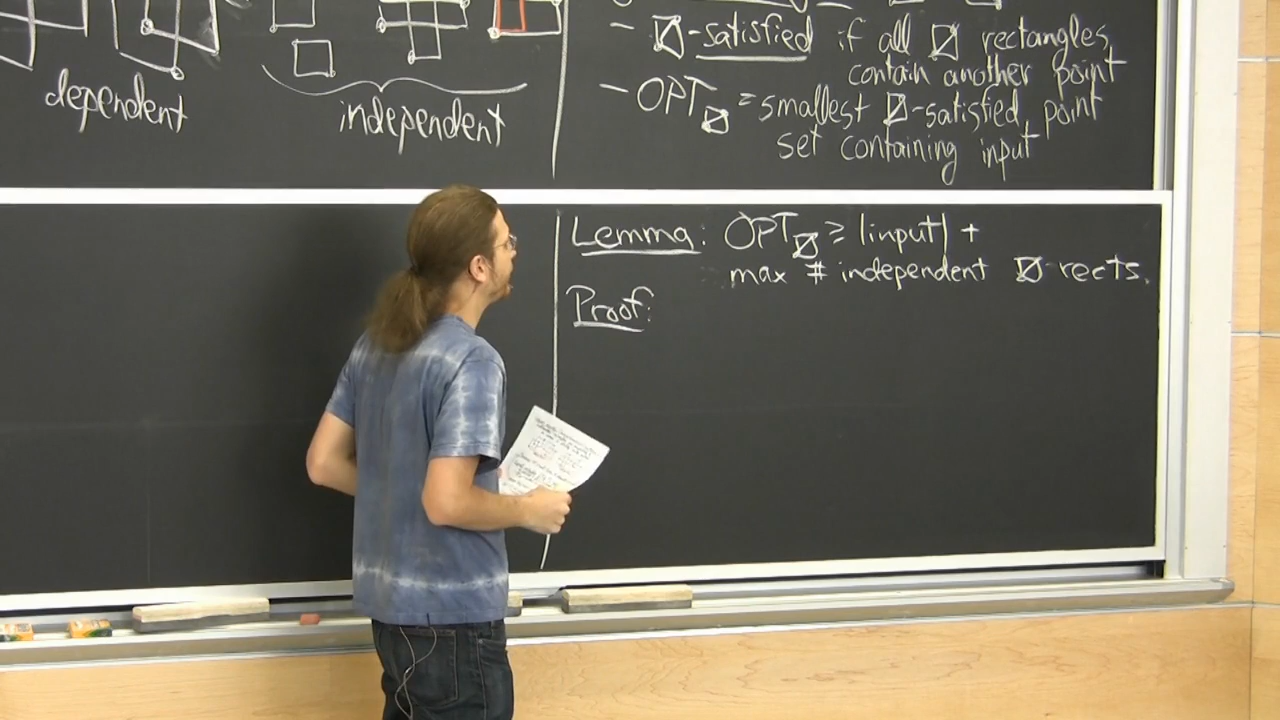 dependent
independent
- ⧄-satisfied if all ⧄ rectangles
contain another point
- OPT⧄ = smallest ⧄-satisfied point
set containing input
Lemma: OPT⧄ ≥ |input| +
max # independent ⧄-rects.
Proof: